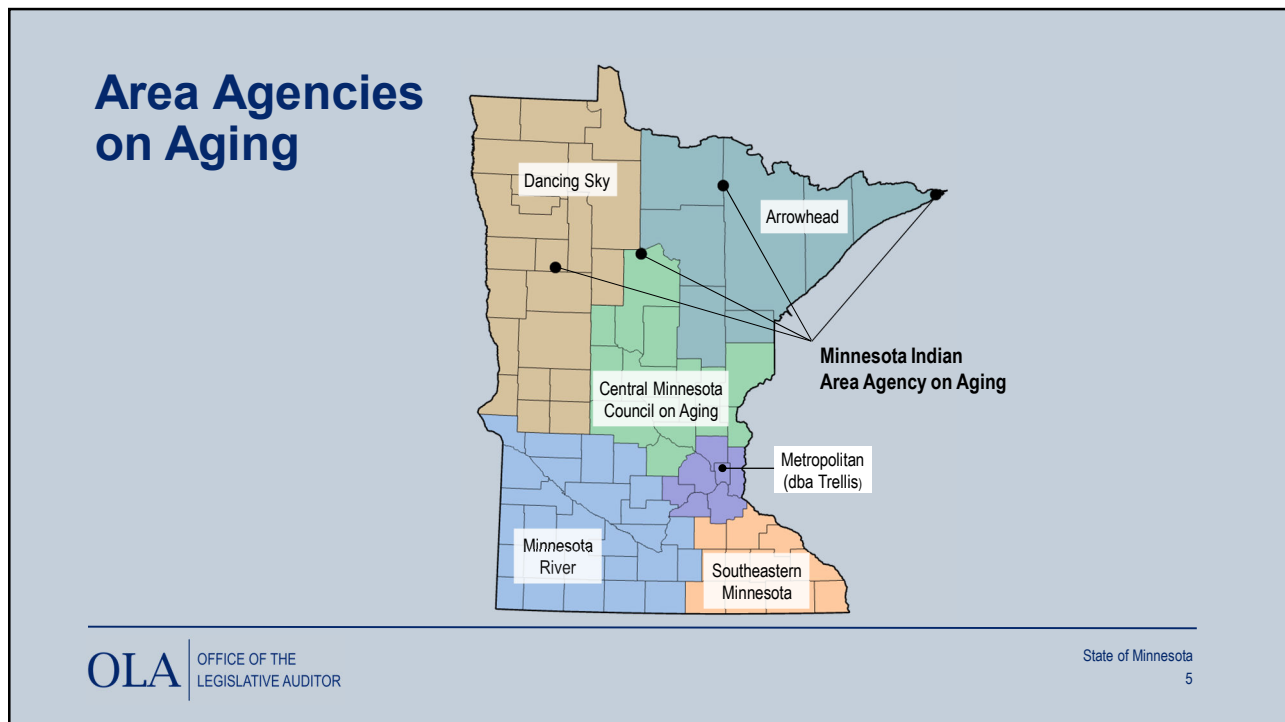 Area Agencies
on Aging
Dancing Sky
Arrowhead
Minnesota Indian
Area Agency on Aging
Central Minnesota
Council on Aging
Metropolitan
(dba Trellis)
Minnesota
River
Southeastern
Minnesota
OLA
OFFICE OF THE
LEGISLATIVE AUDITOR
State of Minnesota
5